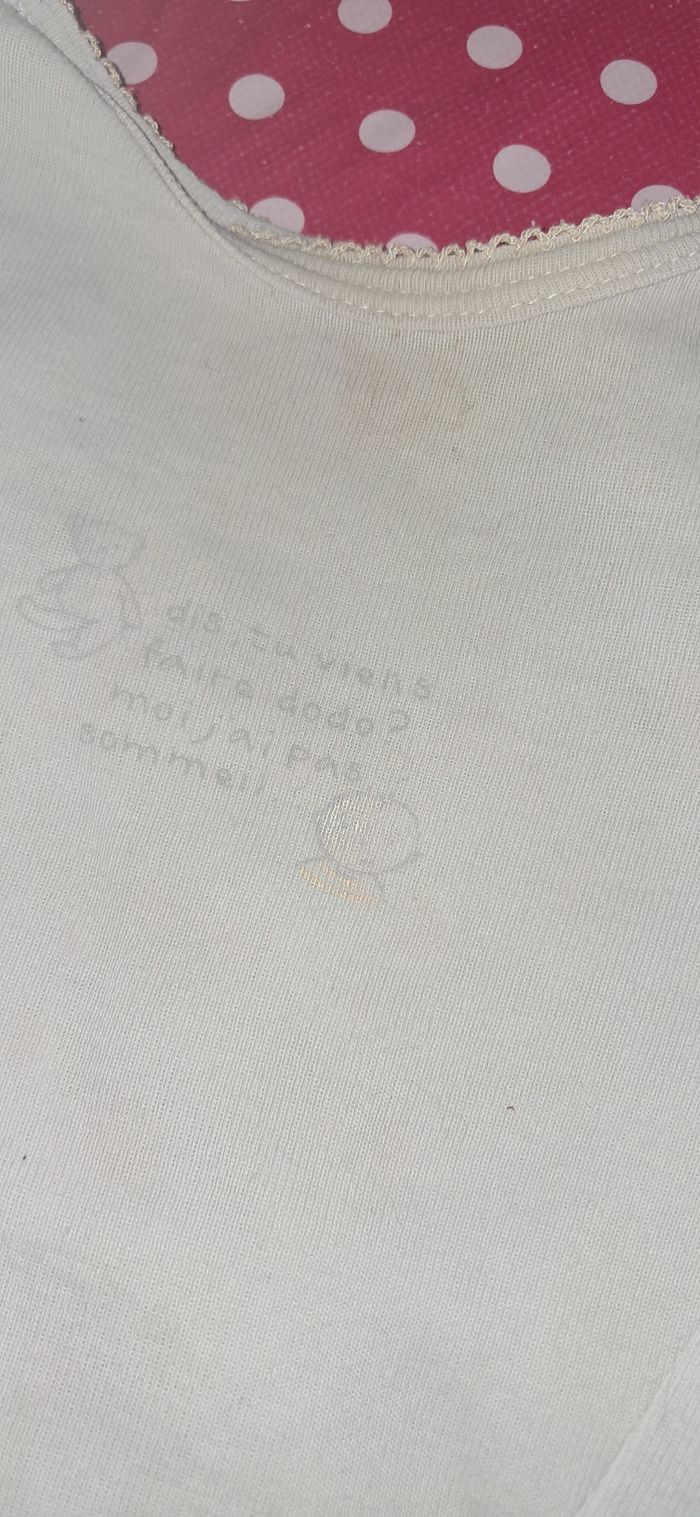 dis, tu viens
faire dodo?
moi j'ai pas
sommeil